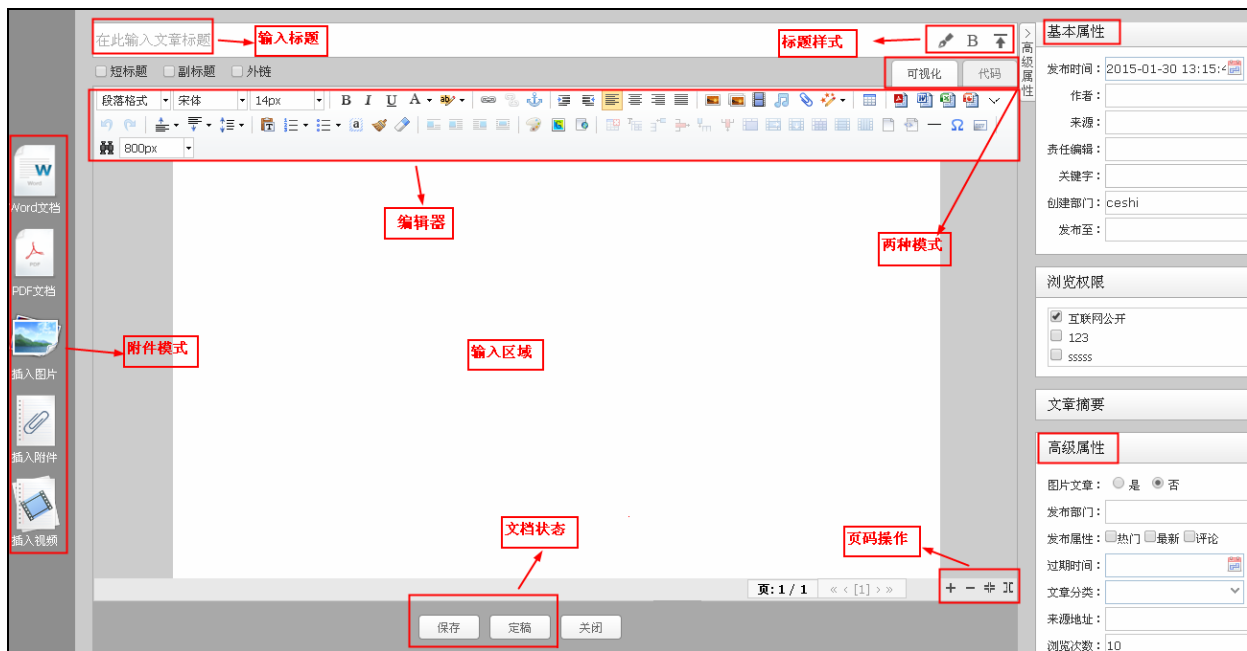 在此输入文章标题
输入标题
标题样式
B
>
高级属性
基本属性
短标题 副标题 外链
可视化 代码
发布时间：2015-01-30 13:15:4
段落格式 宋体 14px B I U A ab
作者：
来源：
a Ω
责任编辑：
800px
W
Word
Word文档
关键字：
编辑器
创建部门：ceshi
两种模式
发布至：
PDF
PDF文档
浏览权限
互联网公开
123
sssss
附件模式
输入区域
插入图片
文章摘要
高级属性
插入附件
图片文章： 是 否
发布部门：
文档状态
页码操作
发布属性： 热门 最新 评论
插入视频
过期时间：
页: 1 / 1 « ‹ [1] › »
文章分类：
保存 定稿 关闭
来源地址：
浏览次数：10